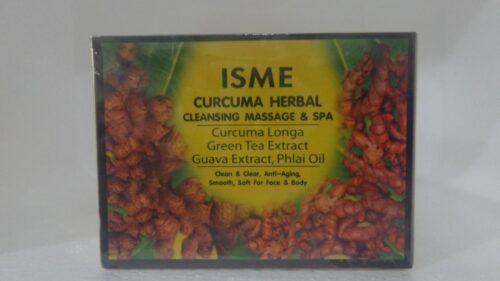 ISME
CURCUMA HERBAL
CLEANSING MASSAGE & SPA
Curcuma Longa
Green Tea Extract
Guava Extract, Phlai Oil
Clean & Clear, Anti-Aging,
Smooth, Soft For Face & Body